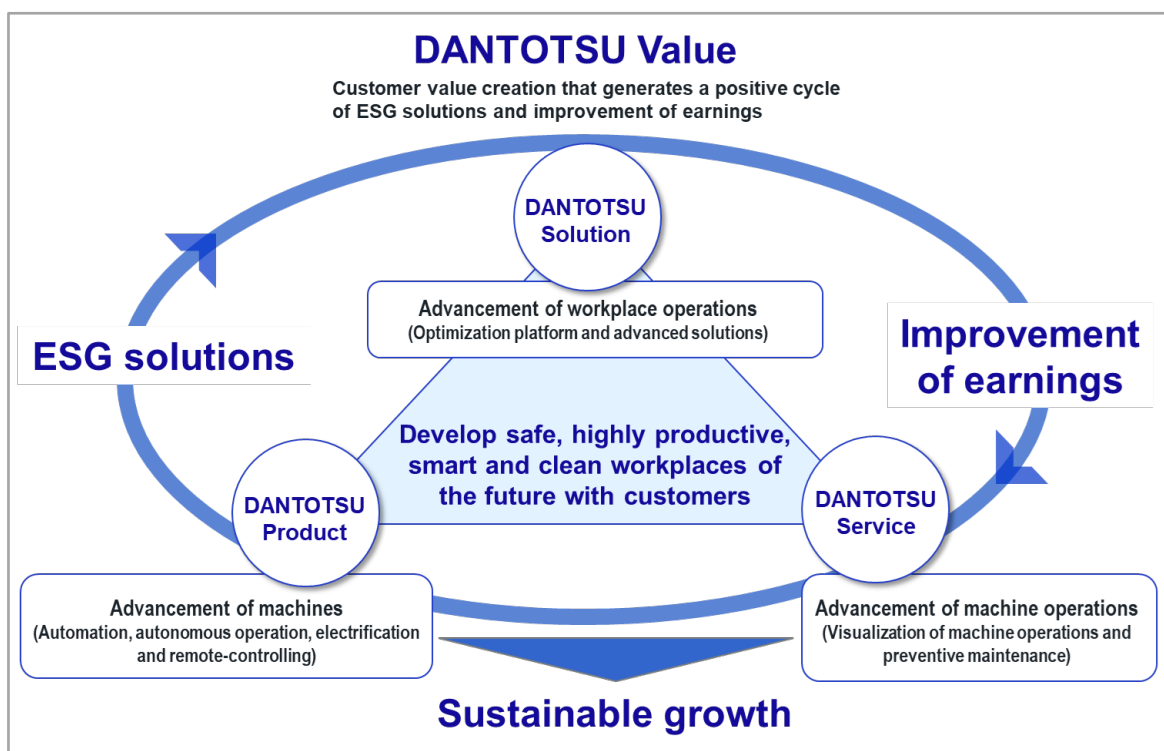 DANTOTSU Value
Customer value creation that generates a positive cycle
of ESG solutions and improvement of earnings
DANTOTSU
Solution
Advancement of workplace operations
(Optimization platform and advanced solutions)
ESG solutions
Improvement
of earnings
Develop safe, highly productive,
smart and clean workplaces of
the future with customers
DANTOTSU
Product
DANTOTSU
Service
Advancement of machines
(Automation, autonomous operation, electrification
and remote-controlling)
Advancement of machine operations
(Visualization of machine operations and
preventive maintenance)
Sustainable growth